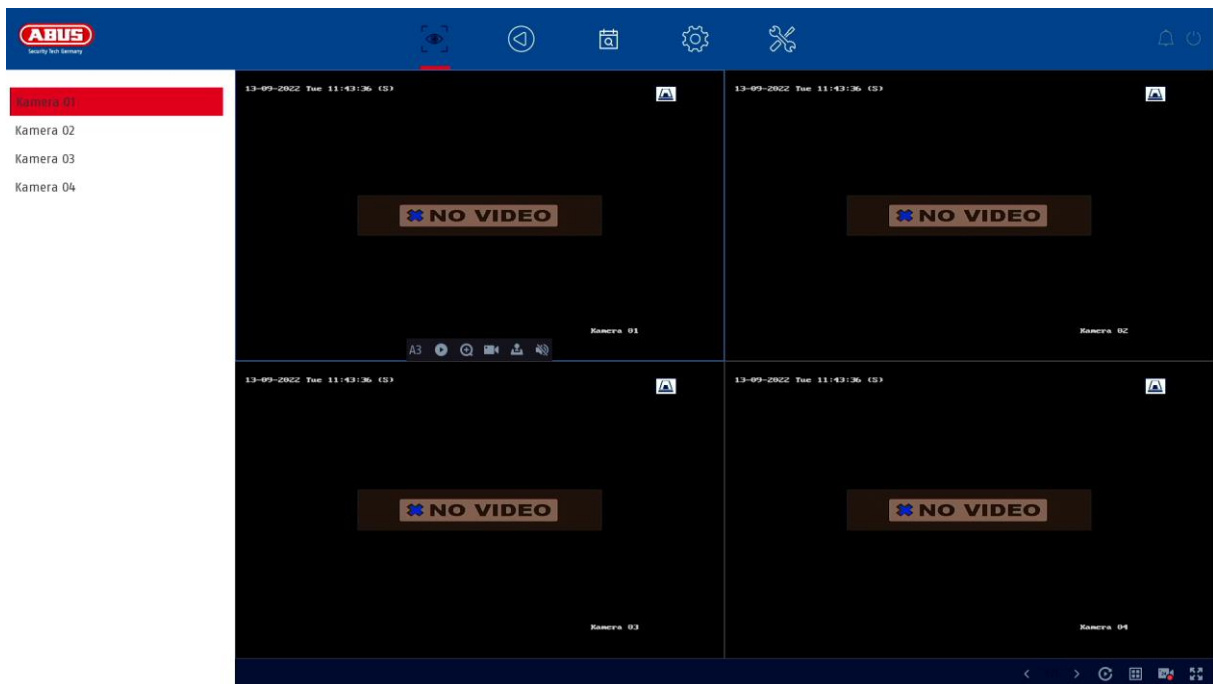 ABUS
Security Tech Germany
Kamera 01
Kamera 02
Kamera 03
Kamera 04
13-09-2022 Tue 11:43:36 (S)
NO VIDEO
Kamera 01
A3
13-09-2022 Tue 11:43:36 (S)
NO VIDEO
Kamera 02
13-09-2022 Tue 11:43:36 (S)
NO VIDEO
Kamera 03
13-09-2022 Tue 11:43:36 (S)
NO VIDEO
Kamera 04